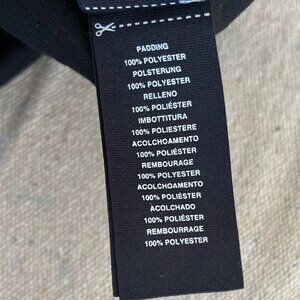 PADDING
100% POLYESTER
POLSTERUNG
100% POLYESTER
RELLENO
100% POLIÉSTER
IMBOTTITURA
100% POLIESTERE
ACOLCHOAMENTO
100% POLIÉSTER
REMBOURAGE
100% POLYESTER
ACOLCHOAMENTO
100% POLIÉSTER
ACOLCHADO
100% POLIÉSTER
REMBOURRAGE
100% POLYESTER